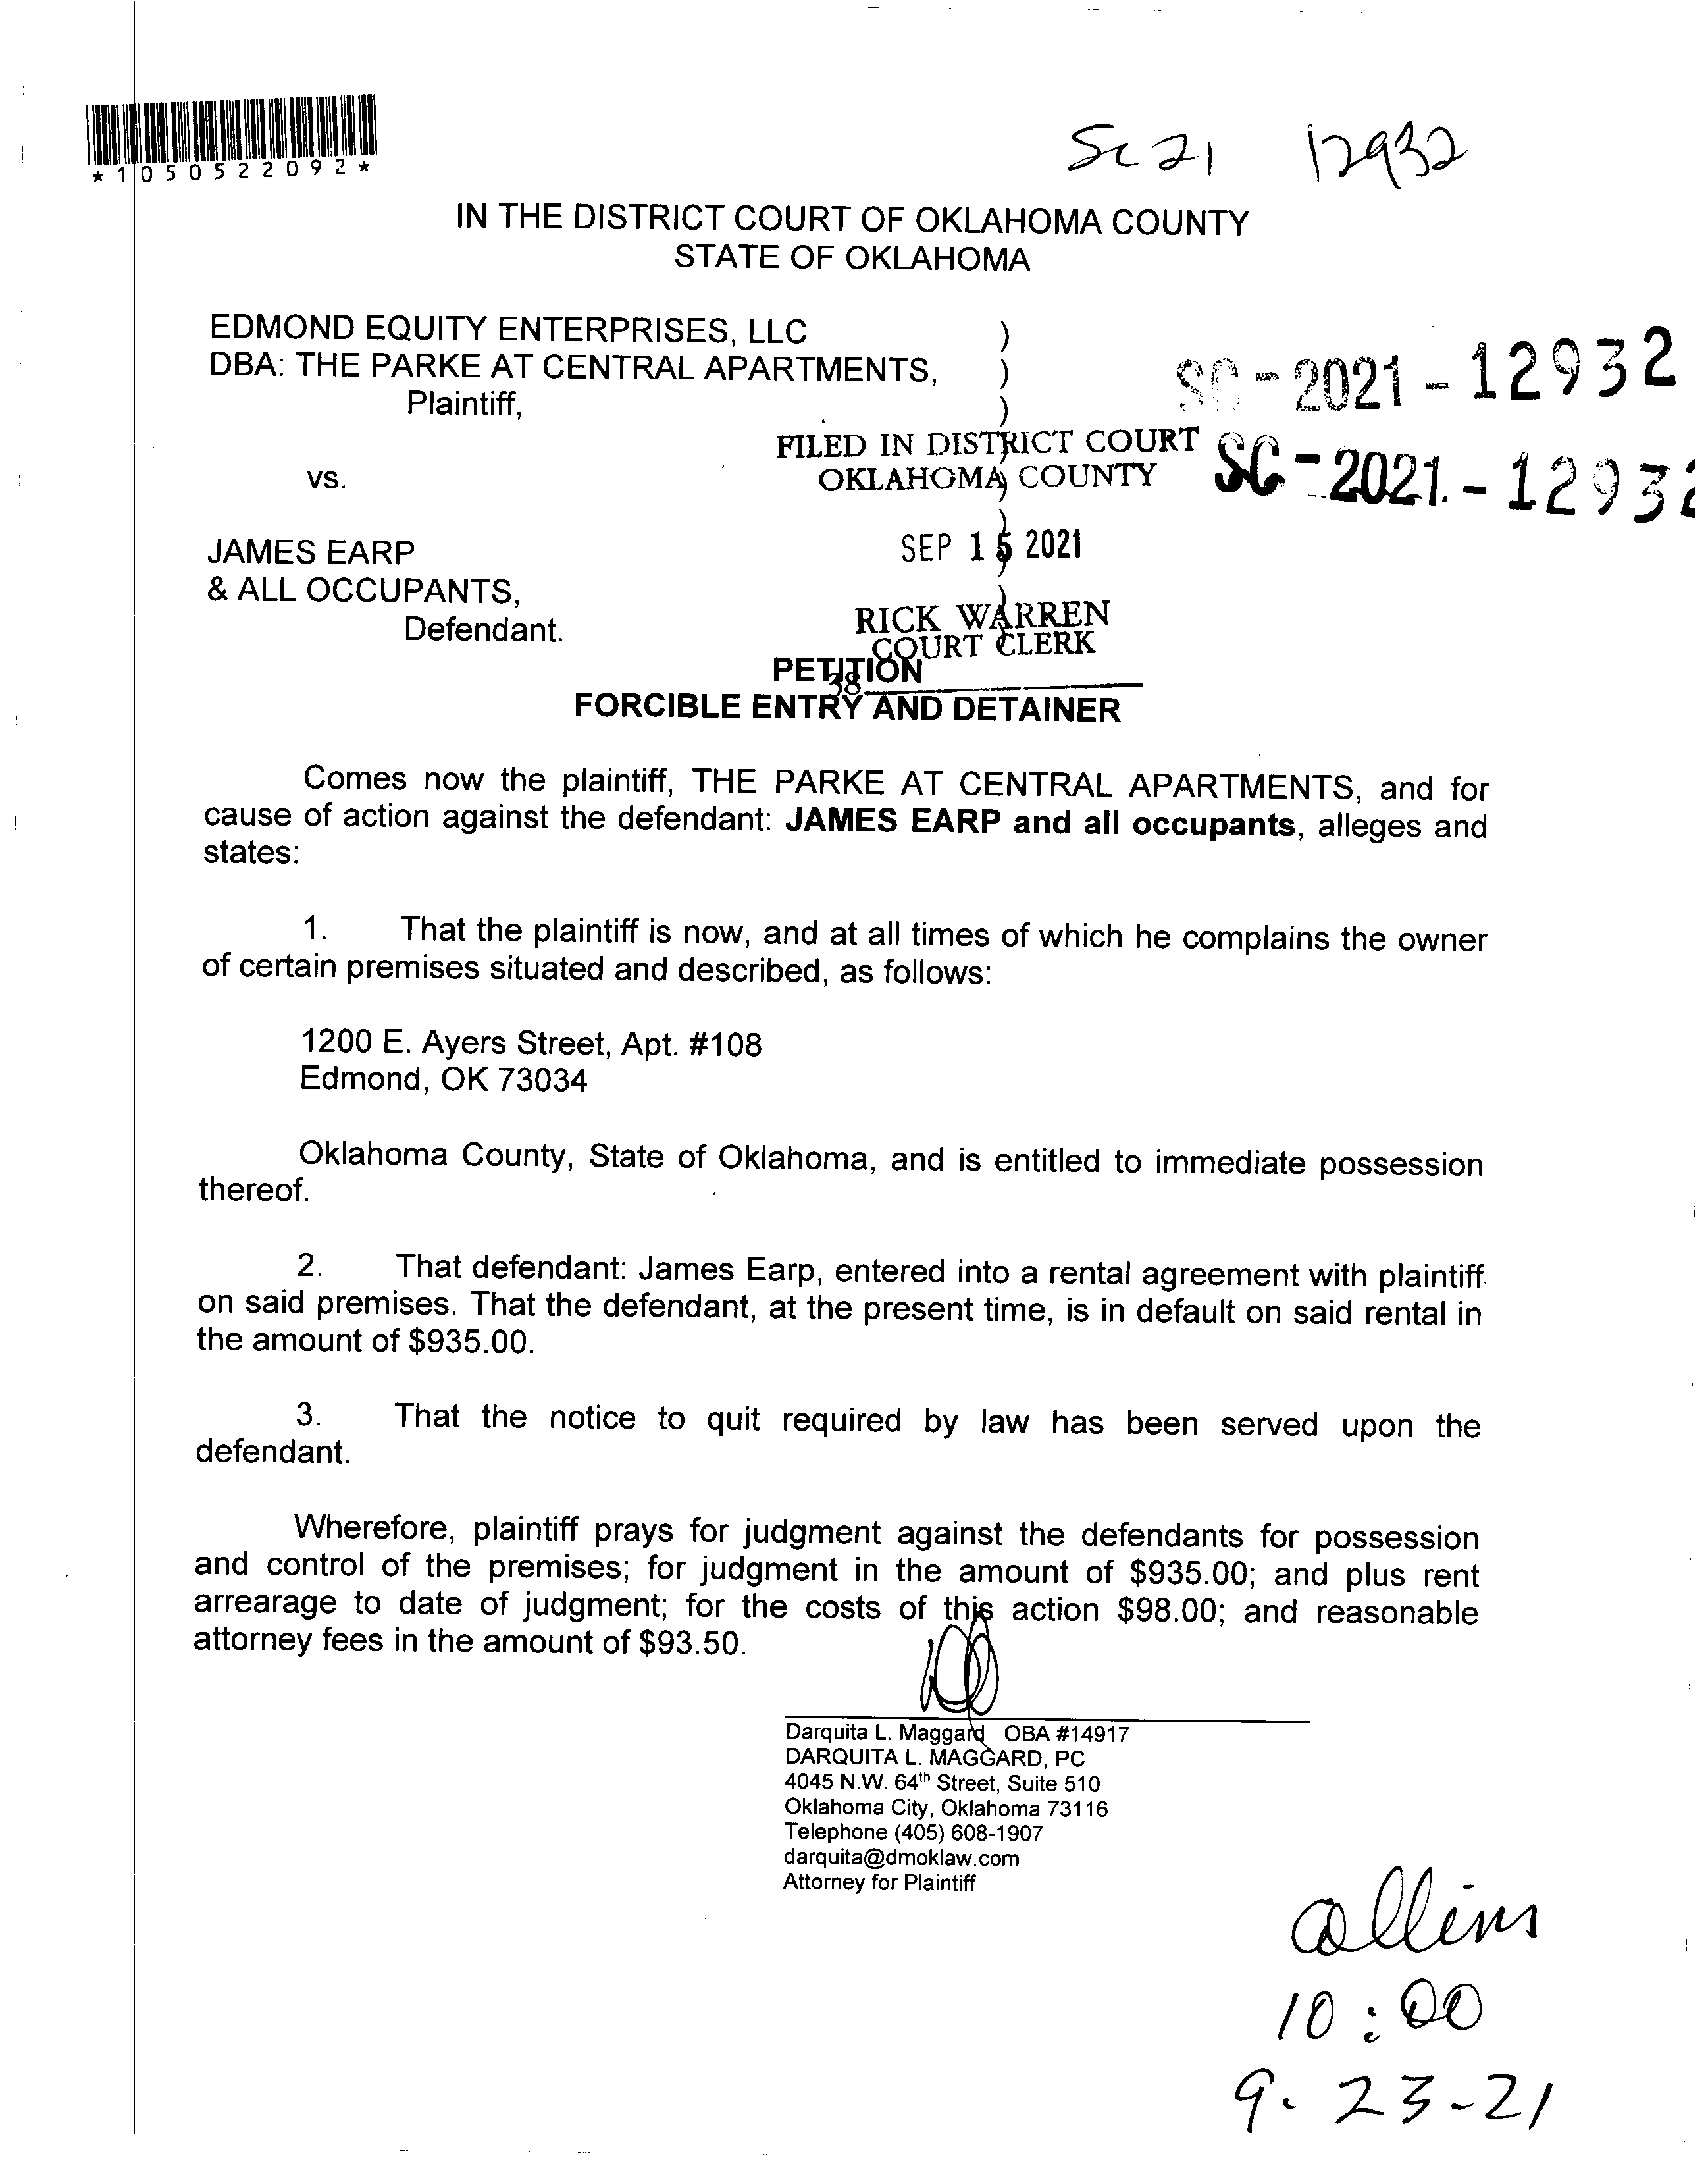 *1050522092*
Sc 21 12932
IN THE DISTRICT COURT OF OKLAHOMA COUNTY
STATE OF OKLAHOMA
EDMOND EQUITY ENTERPRISES, LLC )
DBA: THE PARKE AT CENTRAL APARTMENTS, )
Plaintiff, )
SC-2021-12932
FILED IN DISTRICT COURT
OKLAHOMA COUNTY
SC-2021-1293
vs. )
SEP 15 2021
JAMES EARP )
& ALL OCCUPANTS, )
Defendant.
RICK WARREN
COURT CLERK
38
PETITION
FORCIBLE ENTRY AND DETAINER
Comes now the plaintiff, THE PARKE AT CENTRAL APARTMENTS, and for
cause of action against the defendant: JAMES EARP and all occupants, alleges and
states:
1. That the plaintiff is now, and at all times of which he complains the owner
of certain premises situated and described, as follows:
1200 E. Ayers Street, Apt. #108
Edmond, OK 73034
Oklahoma County, State of Oklahoma, and is entitled to immediate possession
thereof.
2. That defendant: James Earp, entered into a rental agreement with plaintiff
on said premises. That the defendant, at the present time, is in default on said rental in
the amount of $935.00.
3. That the notice to quit required by law has been served upon the
defendant.
Wherefore, plaintiff prays for judgment against the defendants for possession
and control of the premises; for judgment in the amount of $935.00; and plus rent
arrearage to date of judgment; for the costs of this action $98.00; and reasonable
attorney fees in the amount of $93.50.
Darquita L. Maggard OBA #14917
DARQUITA L. MAGGARD, PC
4045 N.W. 64th Street, Suite 510
Oklahoma City, Oklahoma 73116
Telephone (405) 608-1907
darquita@dmoklaw.com
Attorney for Plaintiff
Collins
10:00
9-23-21